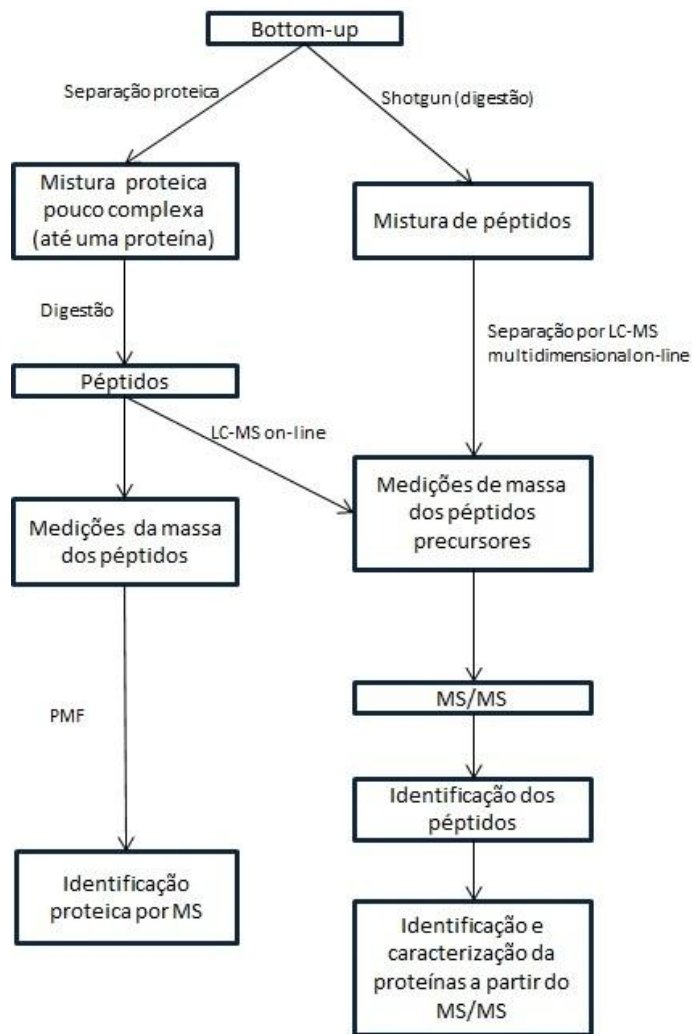 Bottom-up
Separação proteica
Shotgun (digestão)
Mistura proteica
pouco complexa
(até uma proteína)
Mistura de péptidos
Digestão
Separação por LC-MS
multidimensional on-line
Péptidos
LC-MS on-line
Medições da massa
dos péptidos
Medições de massa
dos péptidos
precursores
PMF
MS/MS
Identificação dos
péptidos
Identificação
proteica por MS
Identificação e
caracterização da
proteínas a partir do
MS/MS